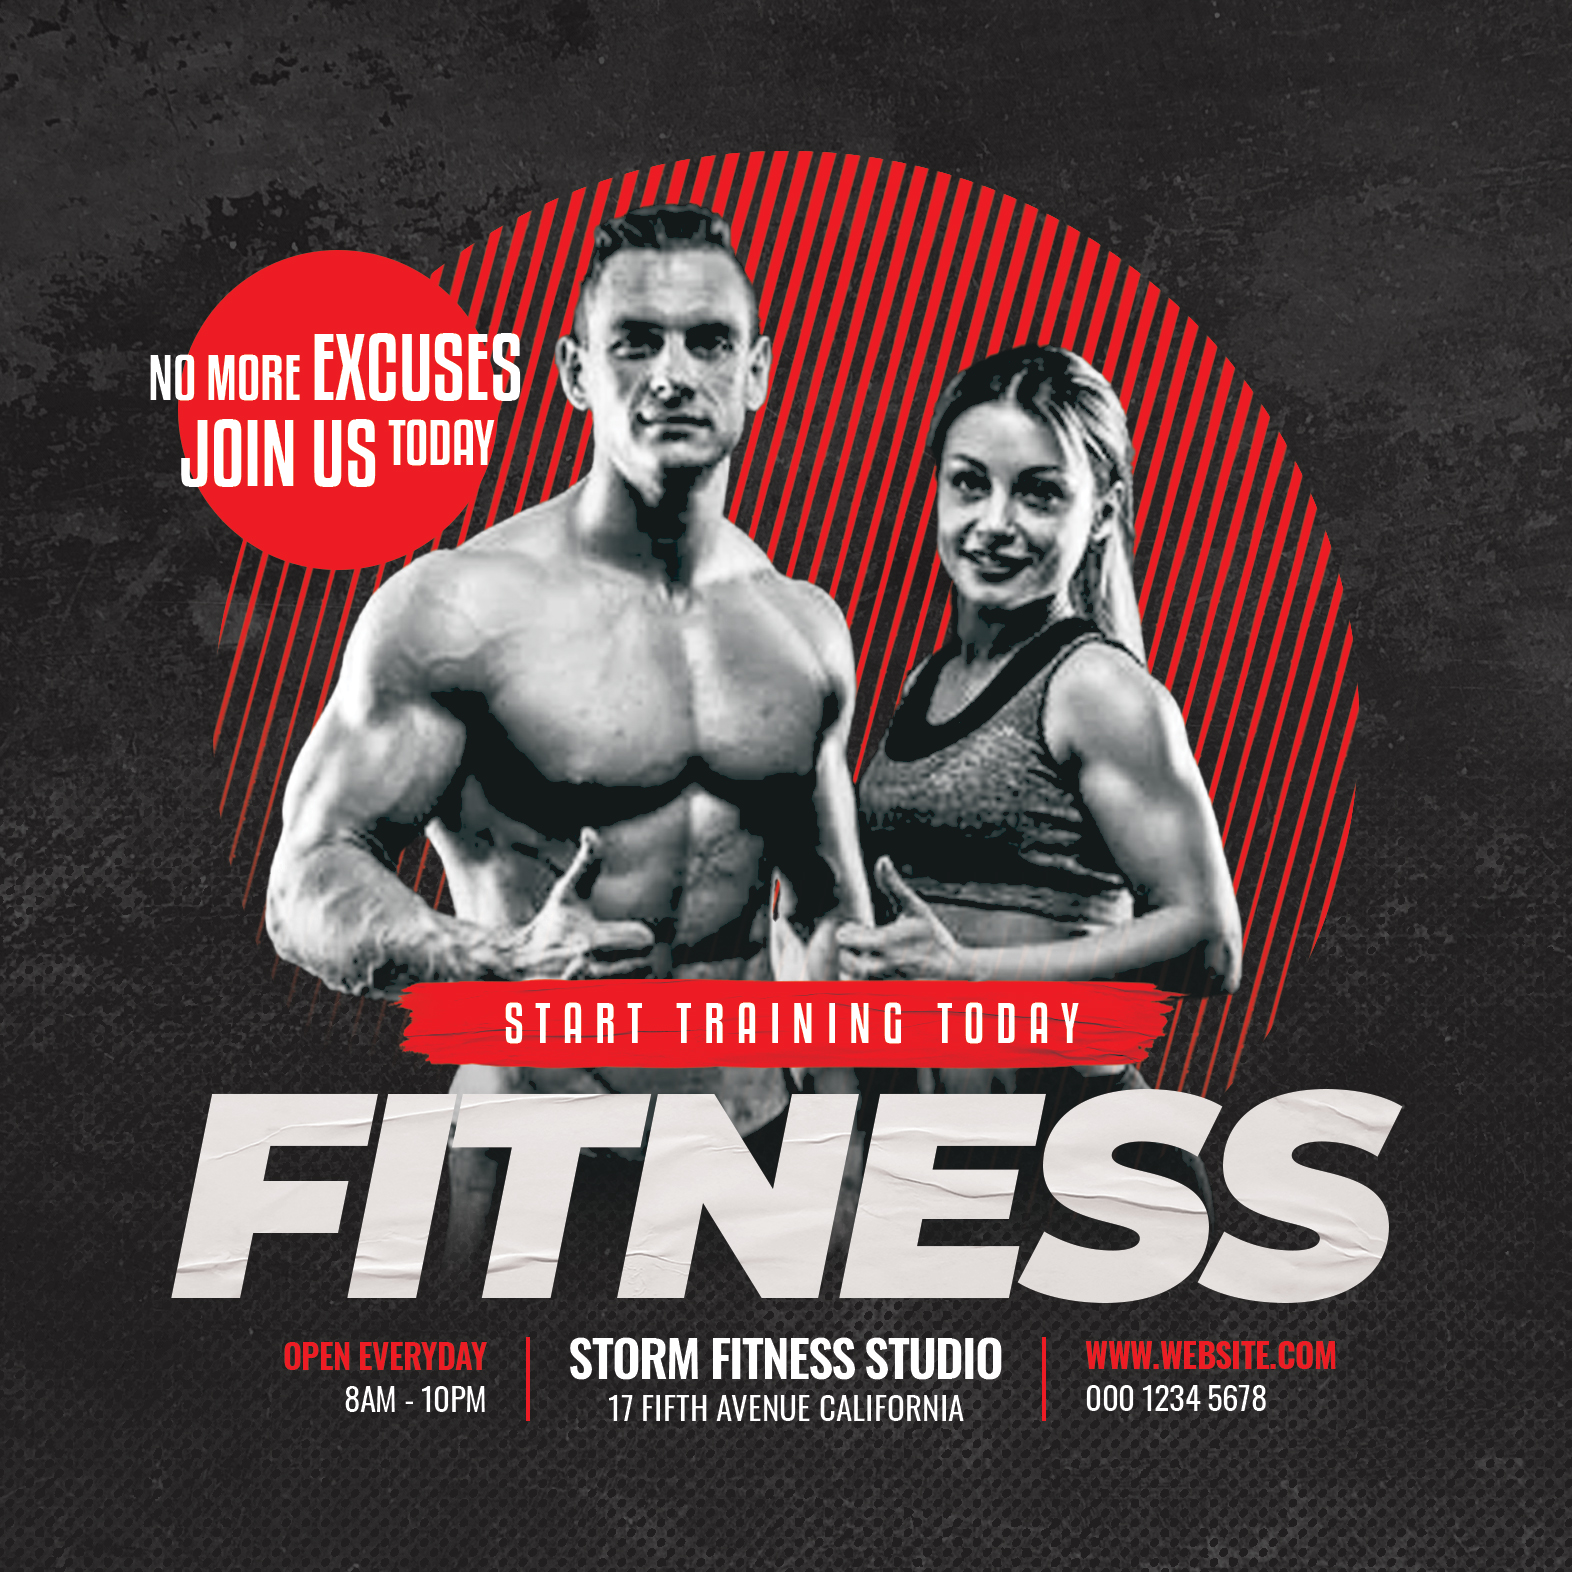 NO MORE EXCUSES
JOIN US TODAY
START TRAINING TODAY
FITNESS
OPEN EVERYDAY
8AM - 10PM
STORM FITNESS STUDIO
17 FIFTH AVENUE CALIFORNIA
WWW.WEBSITE.COM
000 1234 5678